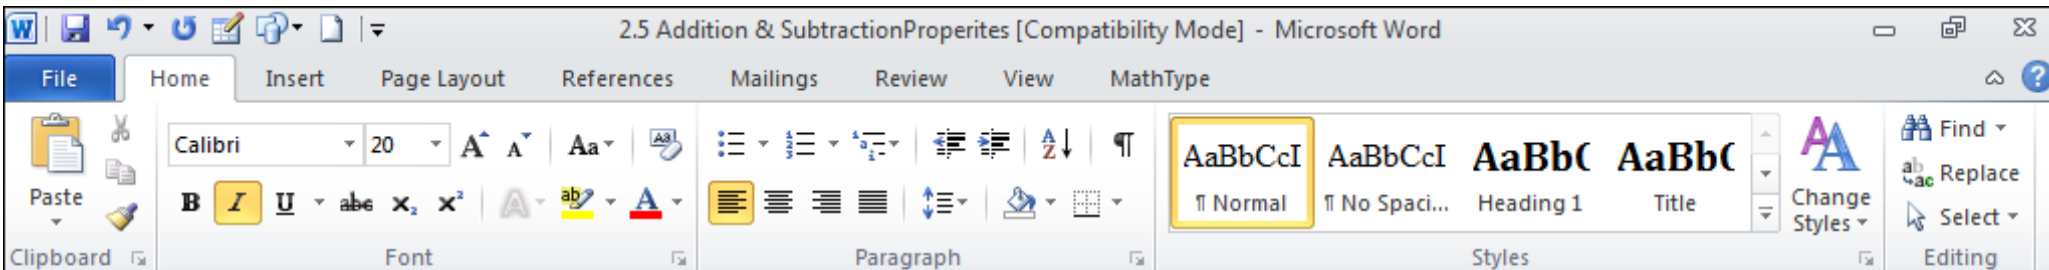 2.5 Addition & SubtractionProperites [Compatibility Mode] - Microsoft Word
File Home Insert Page Layout References Mailings Review View MathType
Calibri 20 Aa AaBbCcI AaBbCcI AaBb( AaBb( Find
Paste B I U abc x₂ x² A ab A ¶ Normal ¶ No Spaci... Heading 1 Title Change Styles Replace
Select
Clipboard Font Paragraph Styles Editing